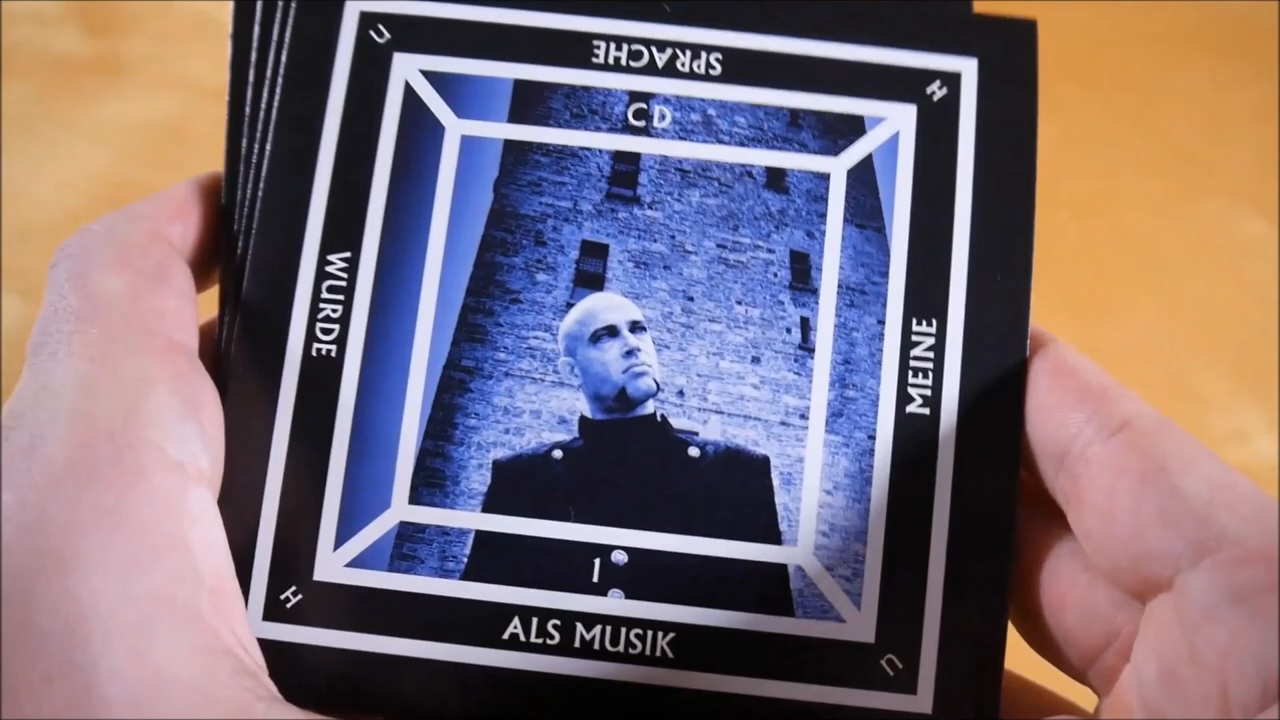 n
SPRACHE
H
CD
WURDE
MEINE
1
H
ALS MUSIK
n